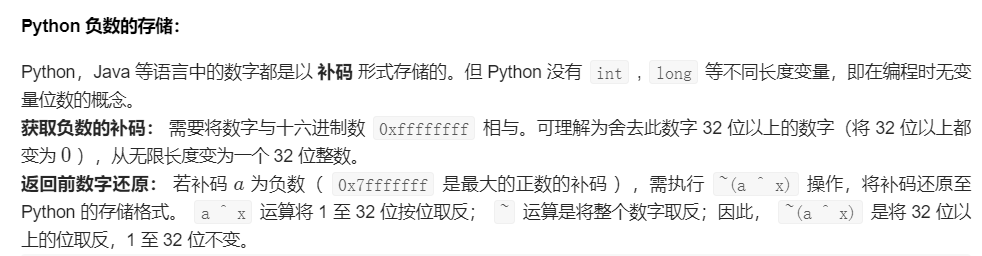 Python 负数的存储：
Python，Java 等语言中的数字都是以 补码 形式存储的。但 Python 没有 int , long 等不同长度变量，即在编程时无变
量位数的概念。
获取负数的补码： 需要将数字与十六进制数 0xffffffff 相与。可理解为舍去此数字 32 位以上的数字（将 32 位以上都
变为 0 ），从无限长度变为一个 32 位整数。
返回前数字还原： 若补码 a 为负数（ 0x7fffffff 是最大的正数的补码 ），需执行 ~(a ^ x) 操作，将补码还原至
Python 的存储格式。 a ^ x 运算将 1 至 32 位按位取反； ~ 运算是将整个数字取反；因此， ~(a ^ x) 是将 32 位以
上的位取反，1 至 32 位不变。